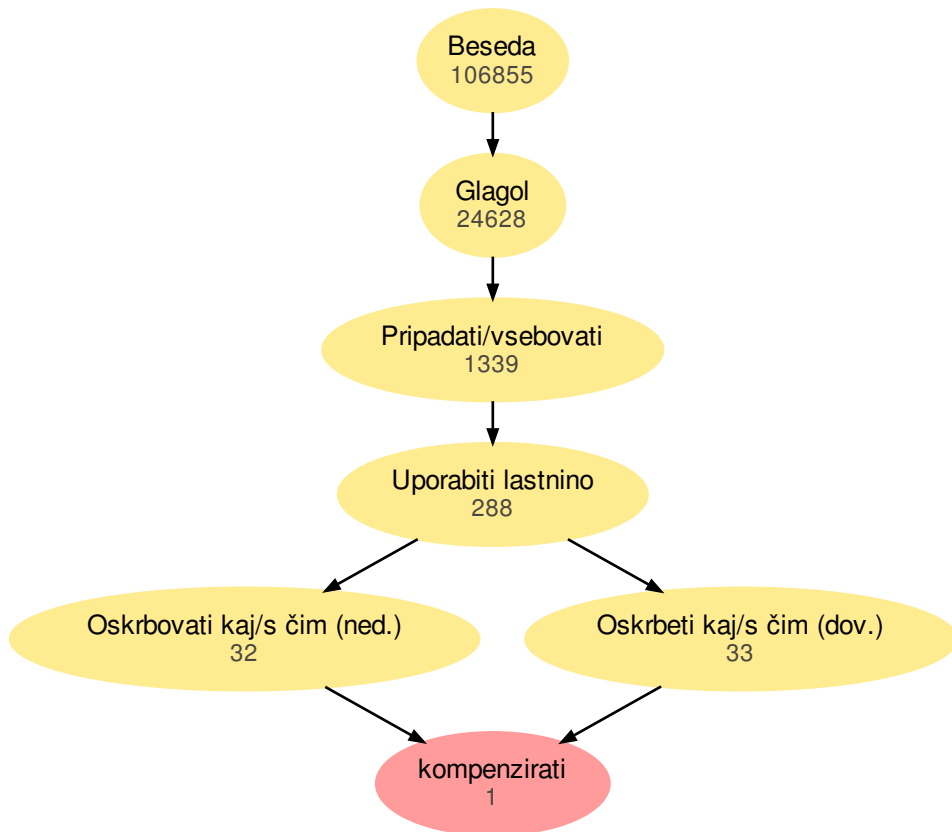 Beseda
106855
Glagol
24628
Pripadati/vsebovati
1339
Uporabiti lastnino
288
Oskrbovati kaj/s čim (ned.)
32
Oskrbeti kaj/s čim (dov.)
33
kompenzirati
1